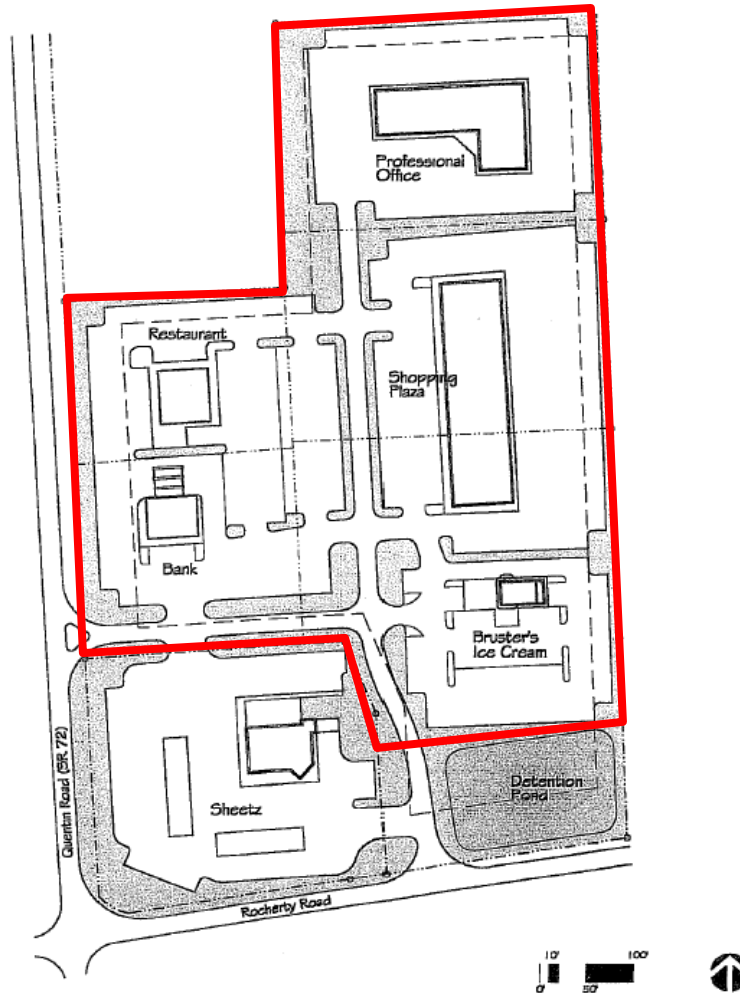 Professional
Office
Restaurant
Shopping
Plaza
Bank
Bruster's
Ice Cream
Quentin Road (SR 72)
Detention
Pond
Sheetz
Rocherty Road
10' 100'
0' 50'